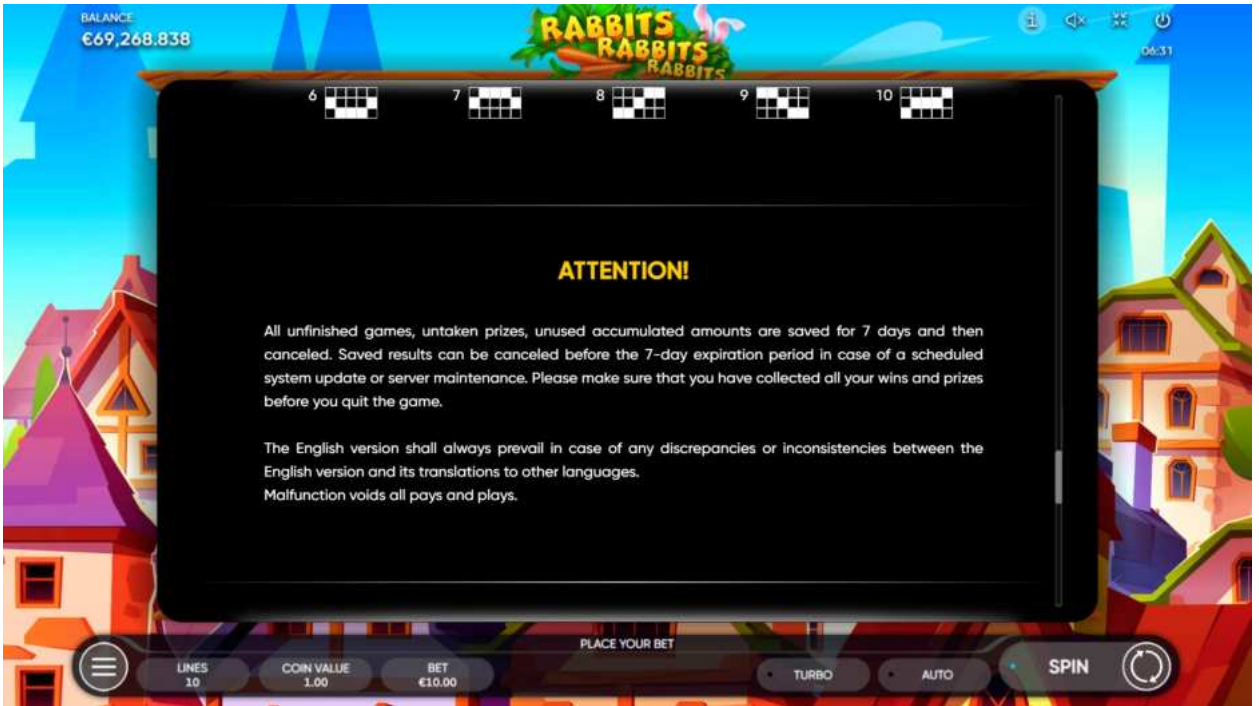 BALANCE
€69,268.838
RABBITS
RABBITS
RABBITS
06:31
6 7 8 9 10
ATTENTION!
All unfinished games, untaken prizes, unused accumulated amounts are saved for 7 days and then
canceled. Saved results can be canceled before the 7-day expiration period in case of a scheduled
system update or server maintenance. Please make sure that you have collected all your wins and prizes
before you quit the game.
The English version shall always prevail in case of any discrepancies or inconsistencies between the
English version and its translations to other languages.
Malfunction voids all pays and plays.
PLACE YOUR BET
LINES
10
COIN VALUE
1.00
BET
€10.00
TURBO
AUTO
SPIN